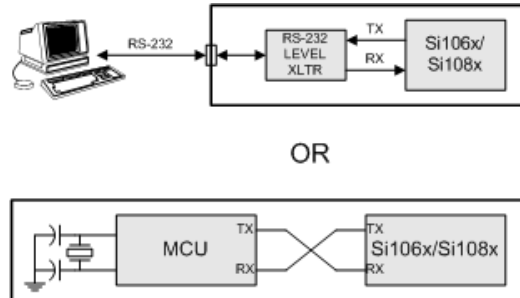 RS-232
RS-232
LEVEL
XLTR
TX
RX
Si106x/
Si108x
OR
MCU
TX
RX
TX
RX
Si106x/Si108x